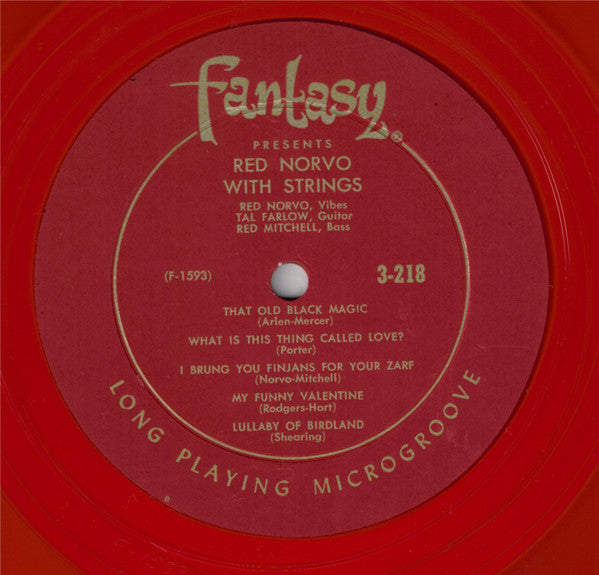 Fantasy®
PRESENTS
RED NORVO
WITH STRINGS
RED NORVO, Vibes
TAL FARLOW, Guitar
RED MITCHELL, Bass
(F-1593)
3-218
THAT OLD BLACK MAGIC
(Arlen-Mercer)
WHAT IS THIS THING CALLED LOVE?
(Porter)
I BRUNG YOU FINJANS FOR YOUR ZARF
(Norvo-Mitchell)
MY FUNNY VALENTINE
(Rodgers-Hart)
LULLABY OF BIRDLAND
(Shearing)
LONG PLAYING MICROGROOVE